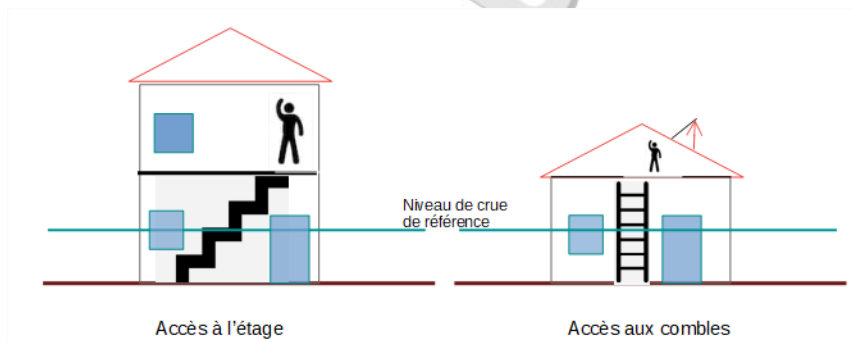 Niveau de crue
de référence
Accès à l'étage
Accès aux combles